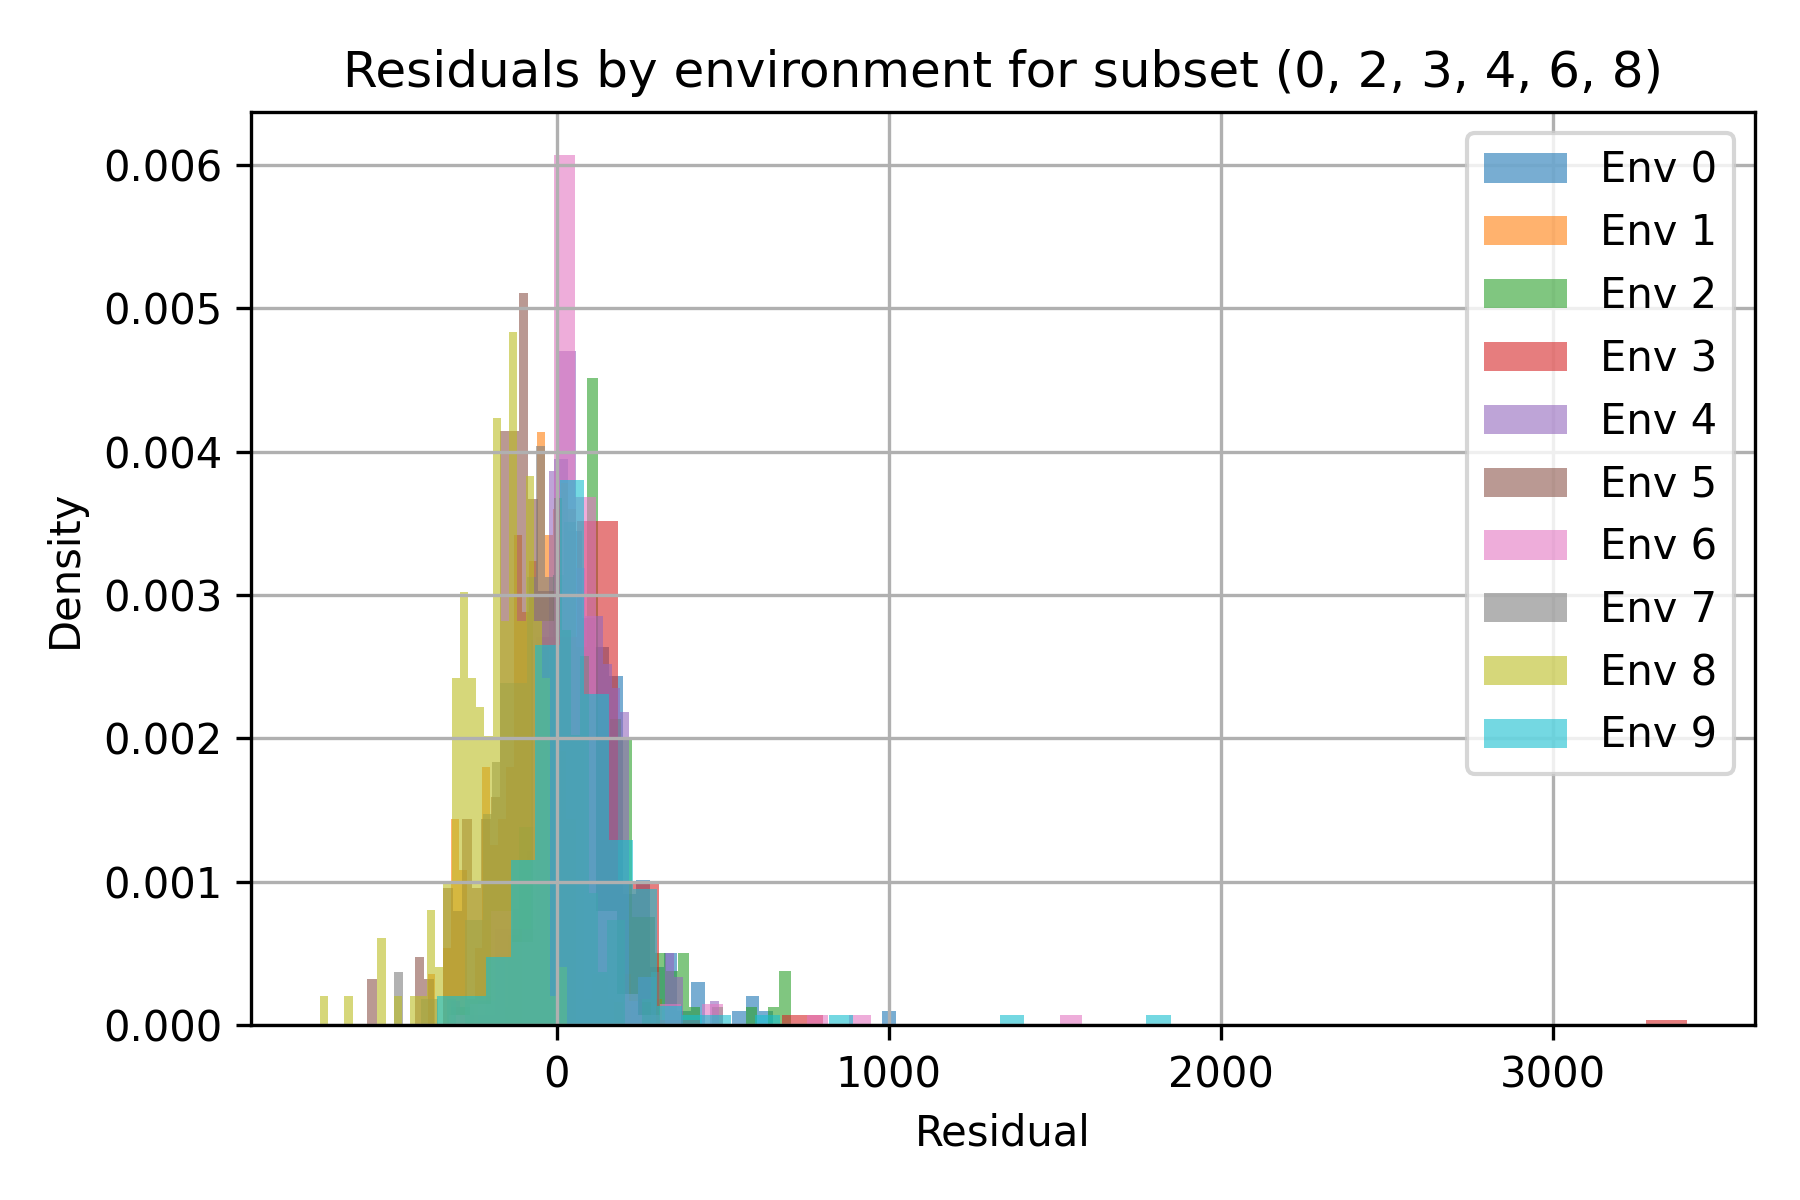 Residuals by environment for subset (0, 2, 3, 4, 6, 8)
0.006
0.005
0.004
0.003
0.002
0.001
0.000
Density
0
1000
2000
3000
Residual
Env 0
Env 1
Env 2
Env 3
Env 4
Env 5
Env 6
Env 7
Env 8
Env 9